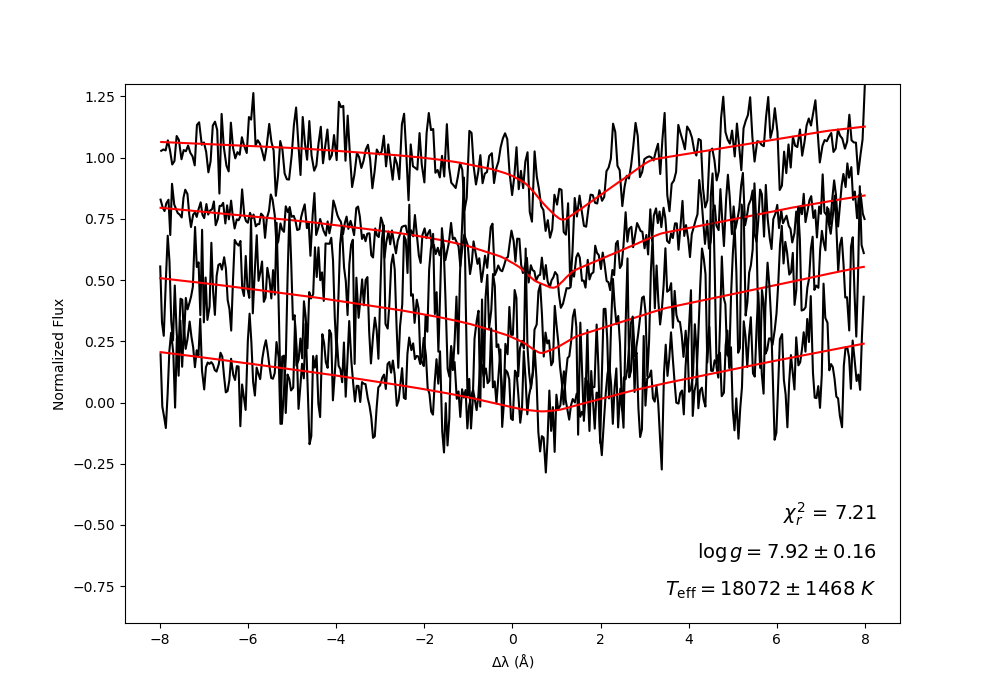 1.25
1.00
0.75
0.50
0.25
0.00
−0.25
−0.50
−0.75
Normalized Flux
χ²ᵣ = 7.21
log g = 7.92 ± 0.16
T_eff = 18072 ± 1468 K
−8 −6 −4 −2 0 2 4 6 8
Δλ (Å)